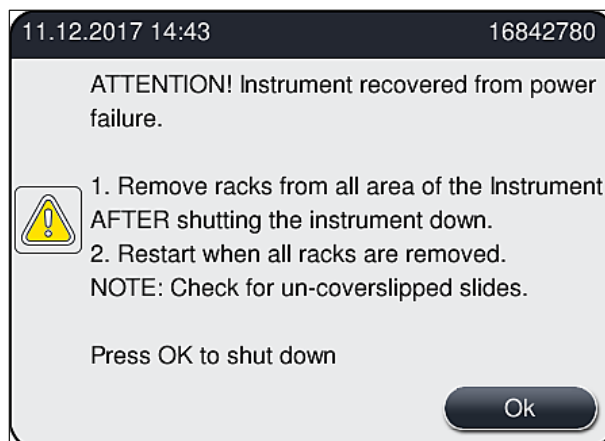 11.12.2017 14:43 16842780
ATTENTION! Instrument recovered from power
failure.
1. Remove racks from all area of the Instrument
AFTER shutting the instrument down.
2. Restart when all racks are removed.
NOTE: Check for un-coverslipped slides.
Press OK to shut down
Ok